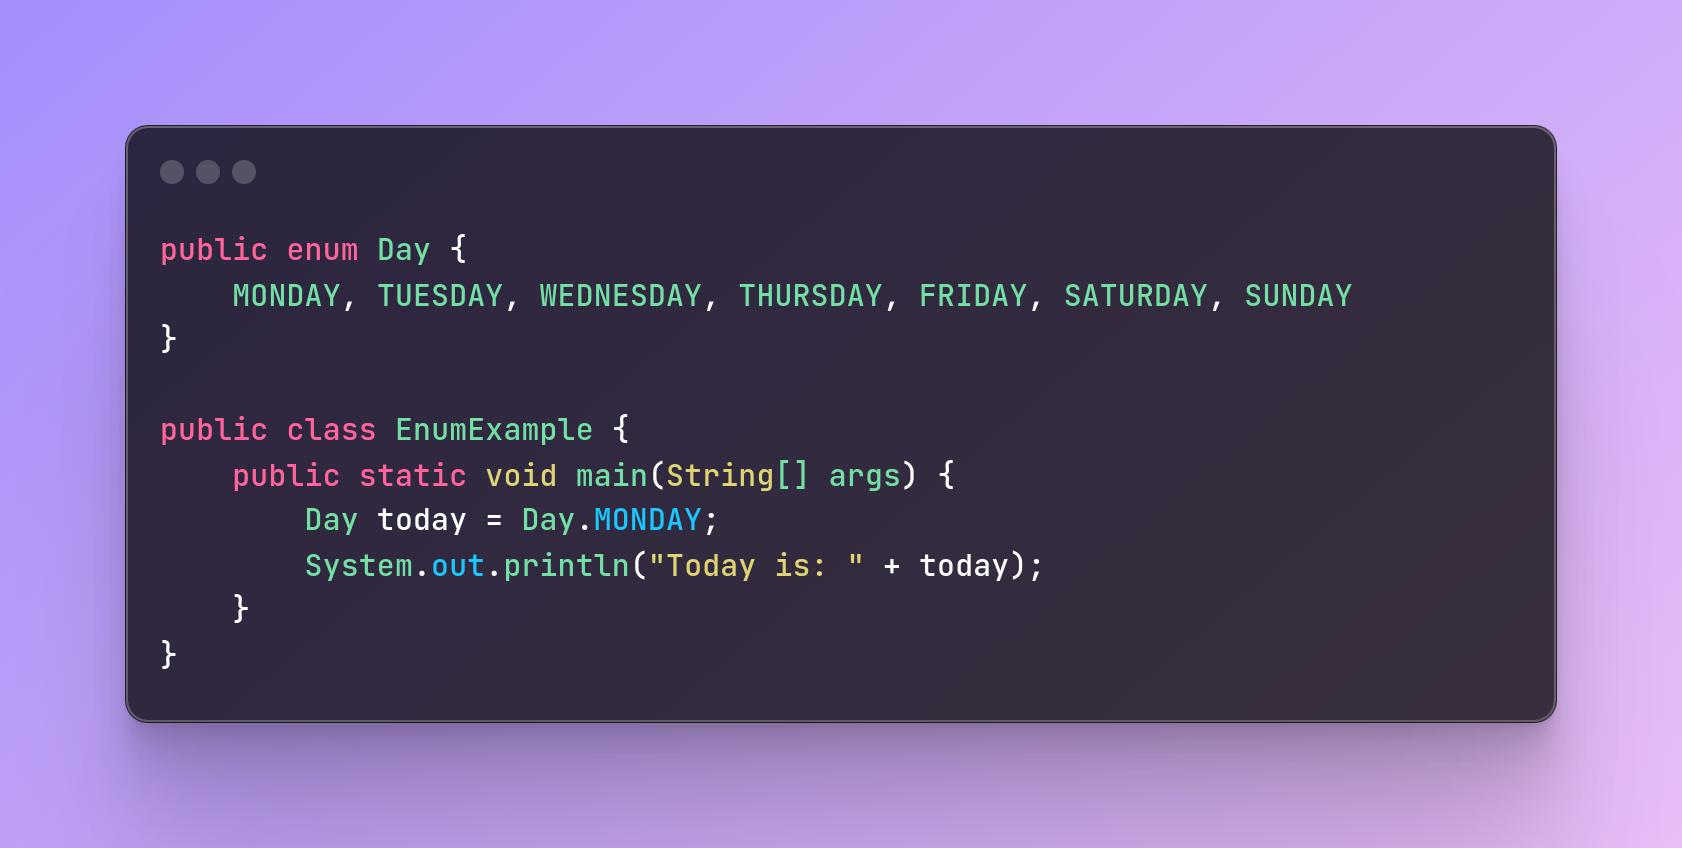 public enum Day {
    MONDAY, TUESDAY, WEDNESDAY, THURSDAY, FRIDAY, SATURDAY, SUNDAY
}

public class EnumExample {
    public static void main(String[] args) {
        Day today = Day.MONDAY;
        System.out.println("Today is: " + today);
    }
}